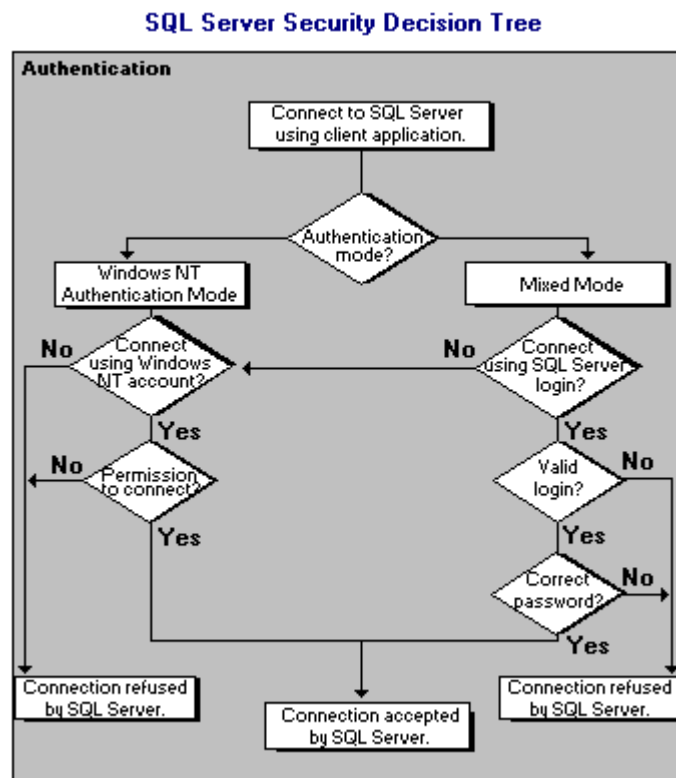 SQL Server Security Decision Tree
Authentication
Connect to SQL Server
using client application.
Authentication
mode?
Windows NT
Authentication Mode
Mixed Mode
No
Connect
using Windows
NT account?
No
Connect
using SQL Server
login?
Yes
Yes
No
Permission
to connect?
Valid
login?
No
Yes
Yes
Correct
password?
No
Yes
Connection refused
by SQL Server.
Connection accepted
by SQL Server.
Connection refused
by SQL Server.